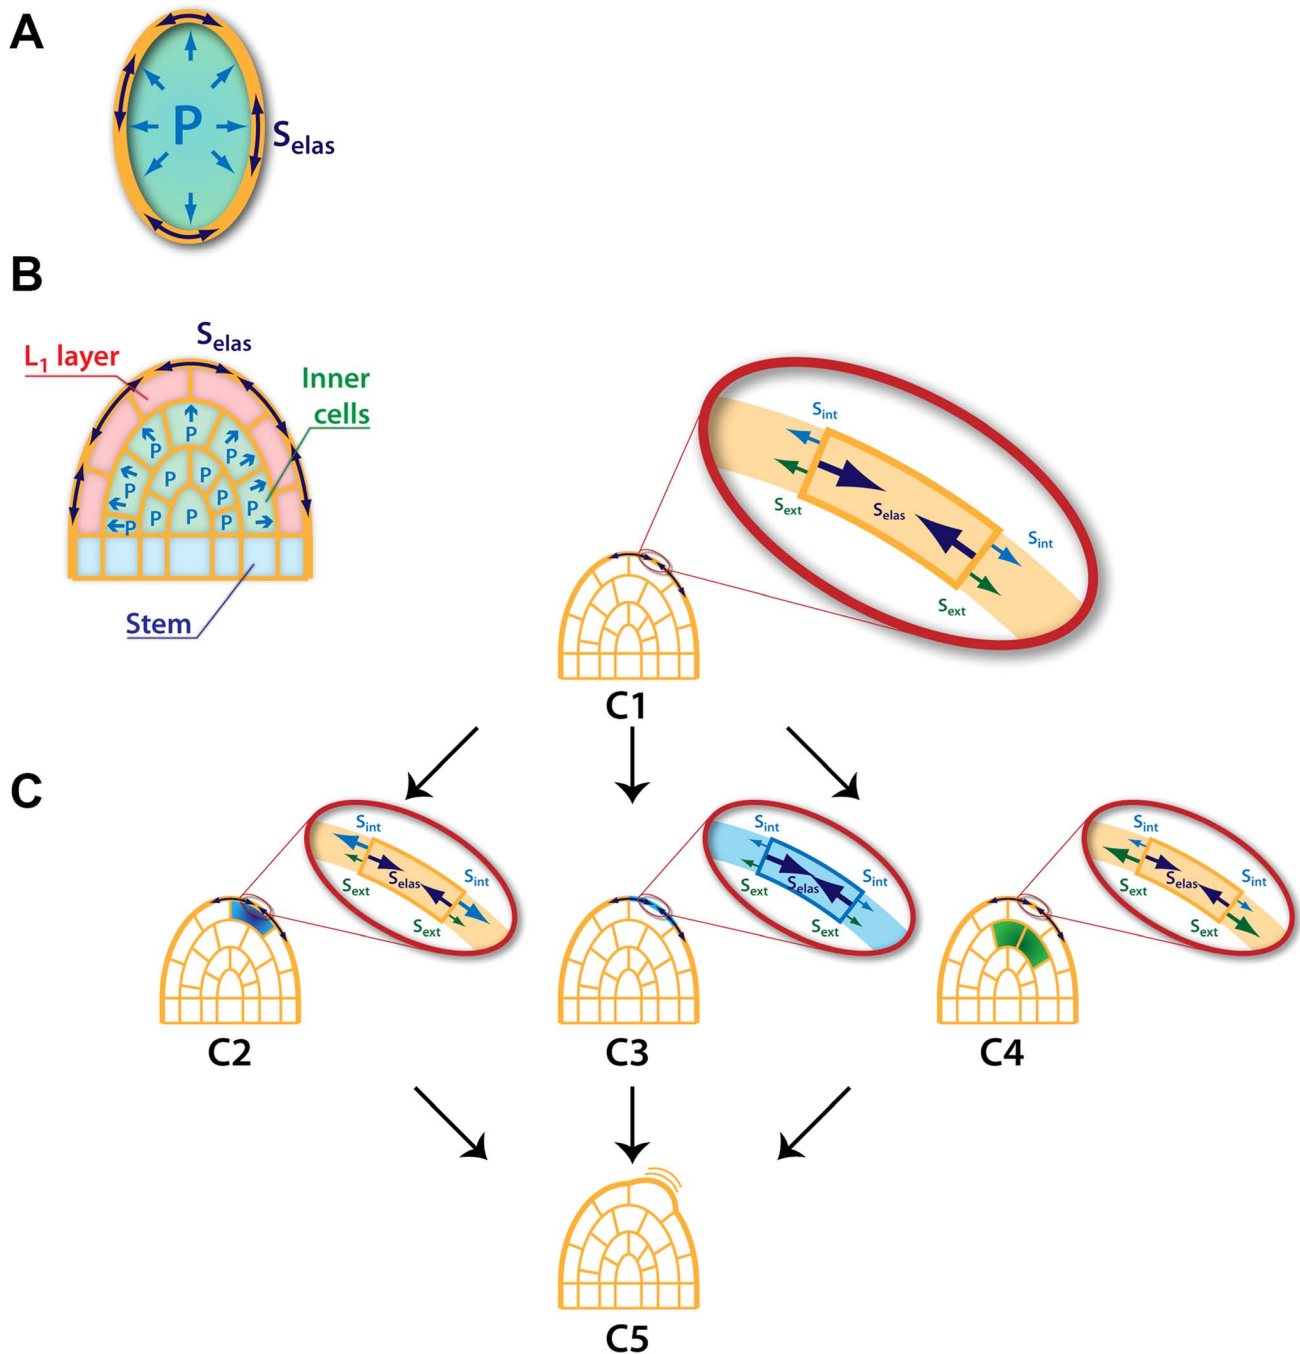 A
P
Selas
B
Selas
L1 layer
Inner
cells
P
P
P
P
P
P
P
P
P
P
P
P
P
Stem
Sint
Sext
Selas
Sint
Sext
C1
C
Sint
Sext
Selas
Sint
Sext
C2
Sint
Sext
Selas
Sint
Sext
C3
Sint
Sext
Selas
Sint
Sext
C4
C5